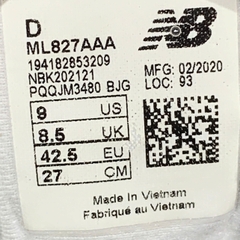 D
ML827AAA
194182853209
NBK202121
PQQJM3480 BJG
NB
MFG: 02/2020
LOC: 93
9 US
8.5 UK
42.5 EU
27 CM
Made in Vietnam
Fabriqué au Vietnam